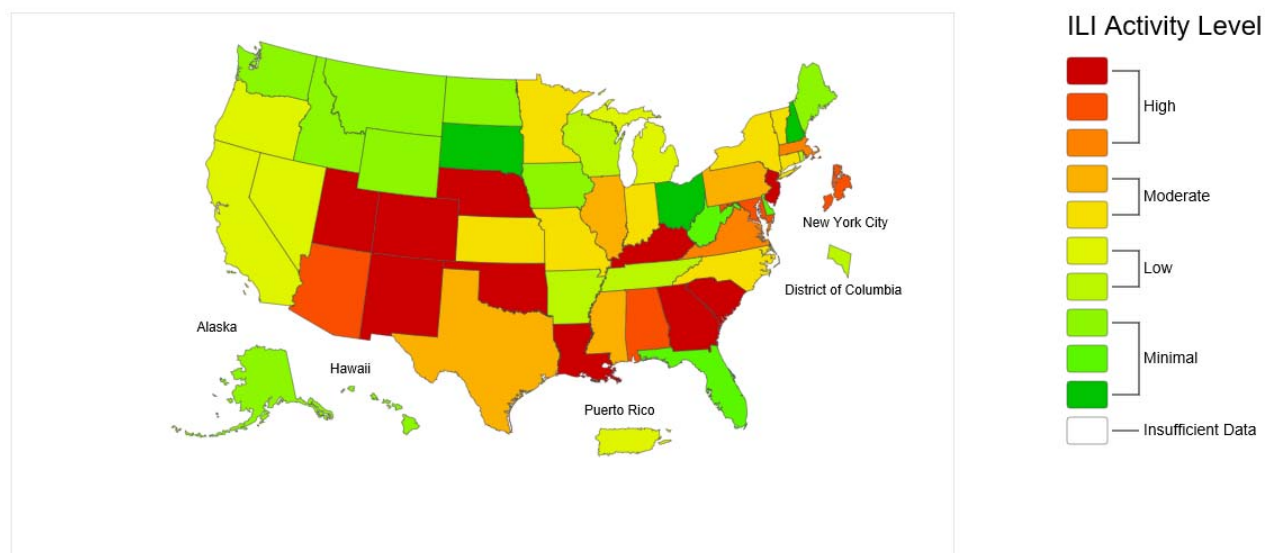 ILI Activity Level
High
Moderate
New York City
Low
District of Columbia
Alaska
Minimal
Hawaii
Puerto Rico
Insufficient Data